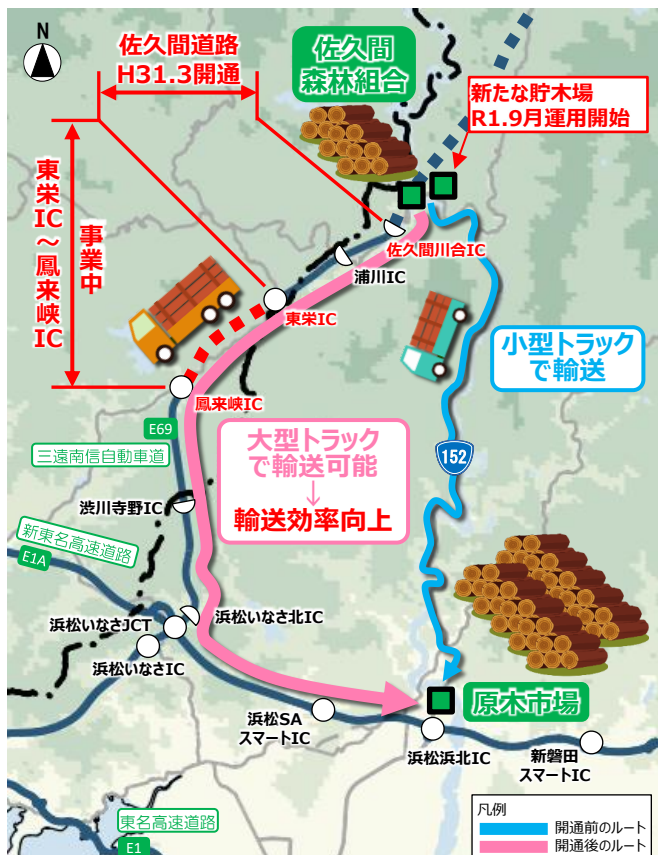 N
佐久間道路
H31.3開通
佐久間
森林組合
新たな貯木場
R1.9月運用開始
東栄IC～鳳来峡IC
事業中
佐久間川合IC
浦川IC
東栄IC
鳳来峡IC
小型トラック
で輸送
E69
三遠南信自動車道
大型トラック
で輸送可能
↓
輸送効率向上
152
渋川寺野IC
新東名高速道路
E1A
浜松いなさJCT
浜松いなさ北IC
浜松いなさIC
原木市場
浜松SA
スマートIC
浜松浜北IC
新磐田
スマートIC
東名高速道路
E1
凡例
開通前のルート
開通後のルート